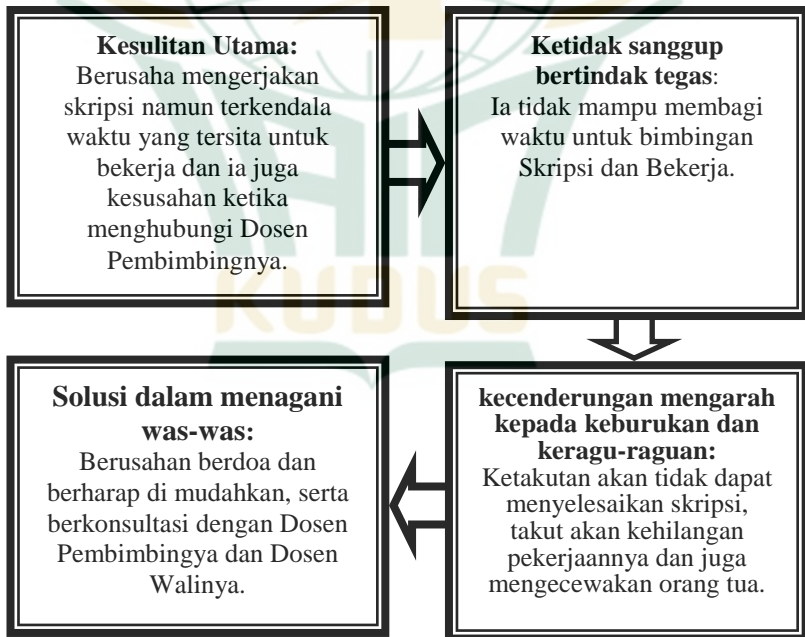 Kesulitan Utama:
Berusaha mengerjakan
skripsi namun terkendala
waktu yang tersita untuk
bekerja dan ia juga
kesusahan ketika
menghubungi Dosen
Pembimbingnya.
Ketidak sanggup
bertindak tegas:
Ia tidak mampu membagi
waktu untuk bimbingan
Skripsi dan Bekerja.
kecenderungan mengarah
kepada keburukan dan
keragu-raguan:
Ketakutan akan tidak dapat
menyelesaikan skripsi,
takut akan kehilangan
pekerjaannya dan juga
mengecewakan orang tua.
Solusi dalam menagani
was-was:
Berusahan berdoa dan
berharap di mudahkan, serta
berkonsultasi dengan Dosen
Pembimbingya dan Dosen
Walinya.
KUDUS